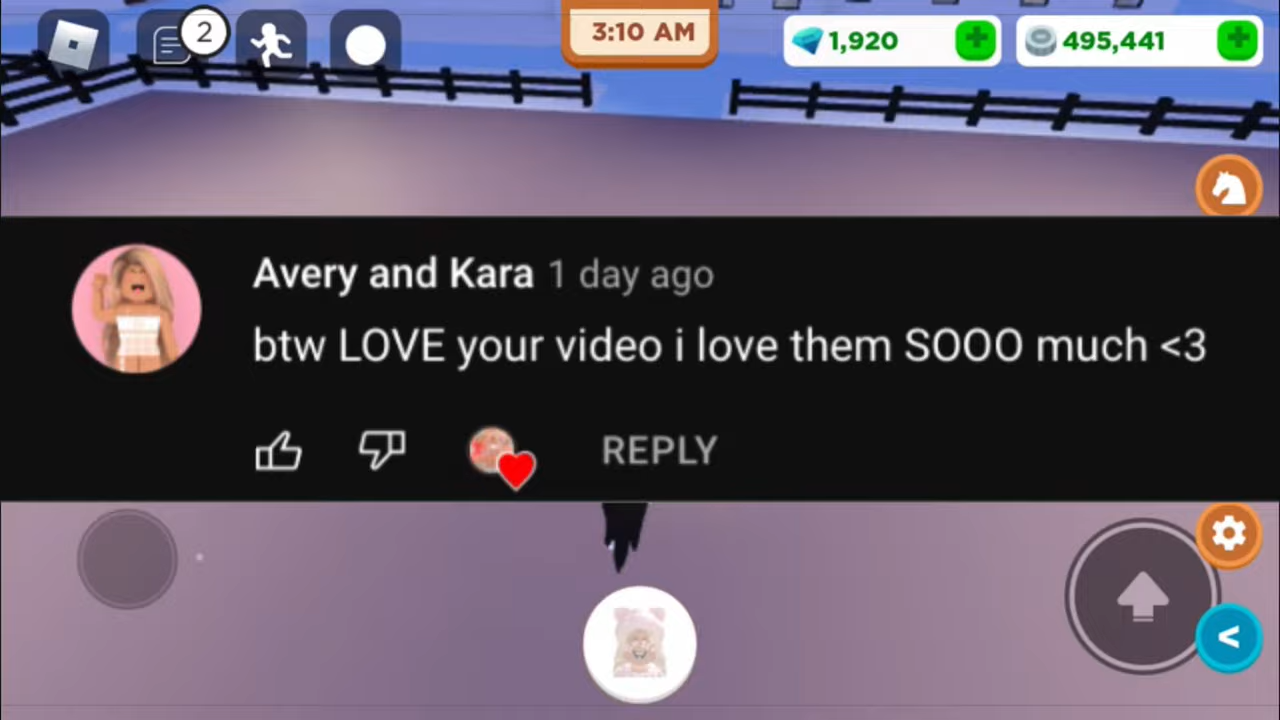 2
3:10 AM
1,920
495,441
Avery and Kara 1 day ago
btw LOVE your video i love them SOOO much <3
REPLY
<